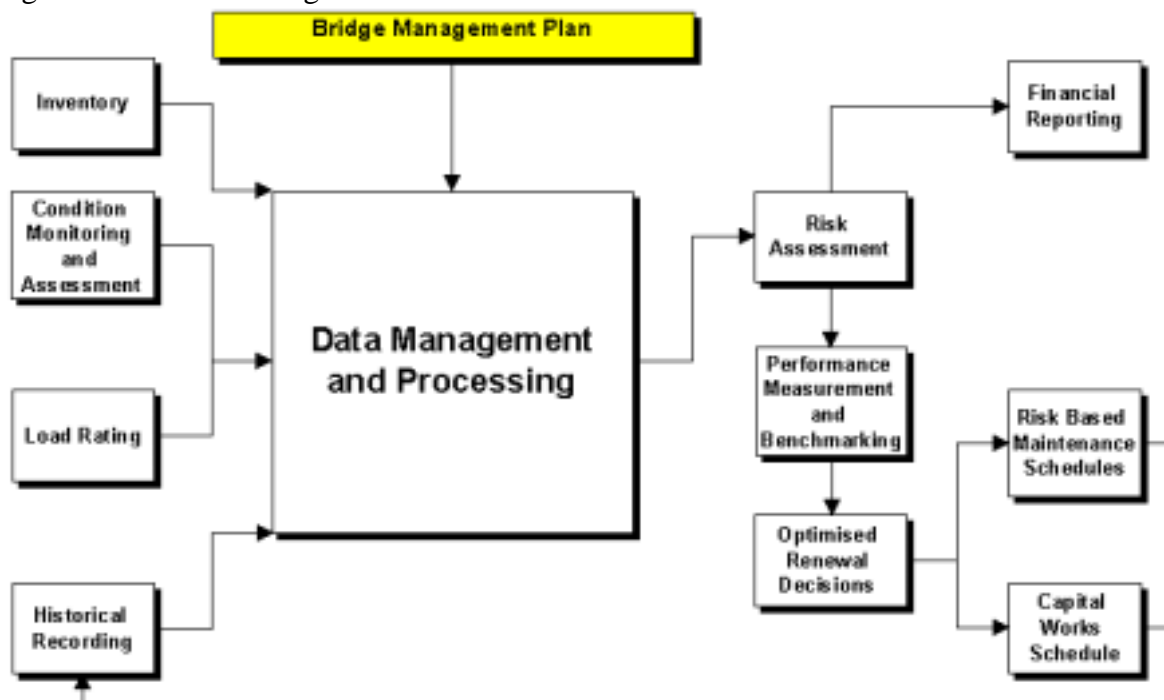 Bridge Management Plan
Inventory
Financial
Reporting
Condition
Monitoring
and
Assessment
Risk
Assessment
Data Management
and Processing
Performance
Measurement
and
Benchmarking
Load Rating
Risk Based
Maintenance
Schedules
Optimised
Renewal
Decisions
Historical
Recording
Capital
Works
Schedule